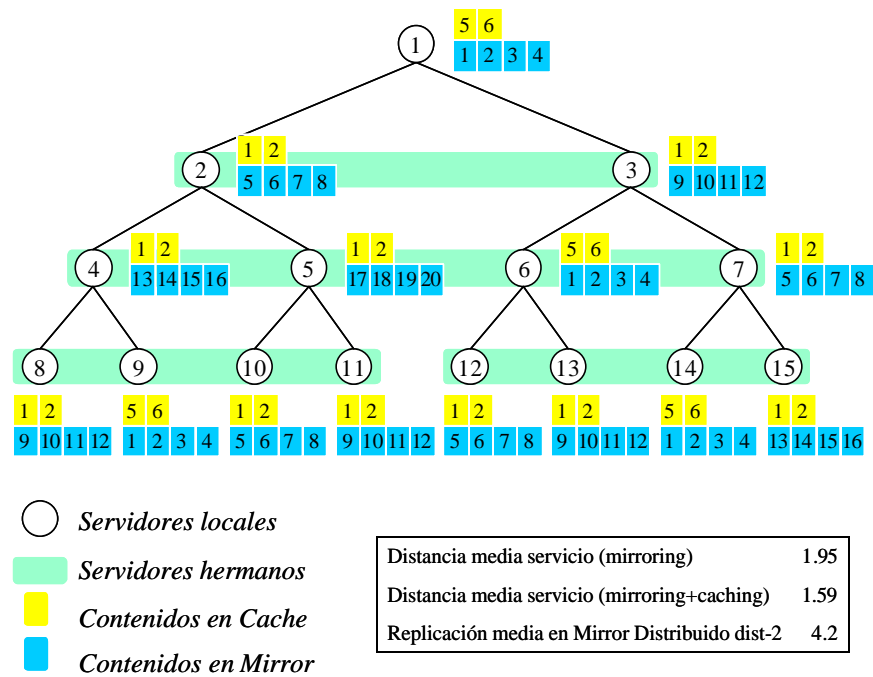 5 6
1
1 2 3 4
1 2
1 2
2
3
5 6 7 8
9 10 11 12
1 2
1 2
5 6
1 2
4
5
6
7
13 14 15 16
17 18 19 20
1 2 3 4
5 6 7 8
8
9
10
11
12
13
14
15
1 2
5 6
1 2
1 2
1 2
1 2
5 6
1 2
9 10 11 12
1 2 3 4
5 6 7 8
9 10 11 12
5 6 7 8
9 10 11 12
1 2 3 4
13 14 15 16
Servidores locales
Servidores hermanos
Contenidos en Cache
Contenidos en Mirror
Distancia media servicio (mirroring) 1.95
Distancia media servicio (mirroring+caching) 1.59
Replicación media en Mirror Distribuido dist-2 4.2